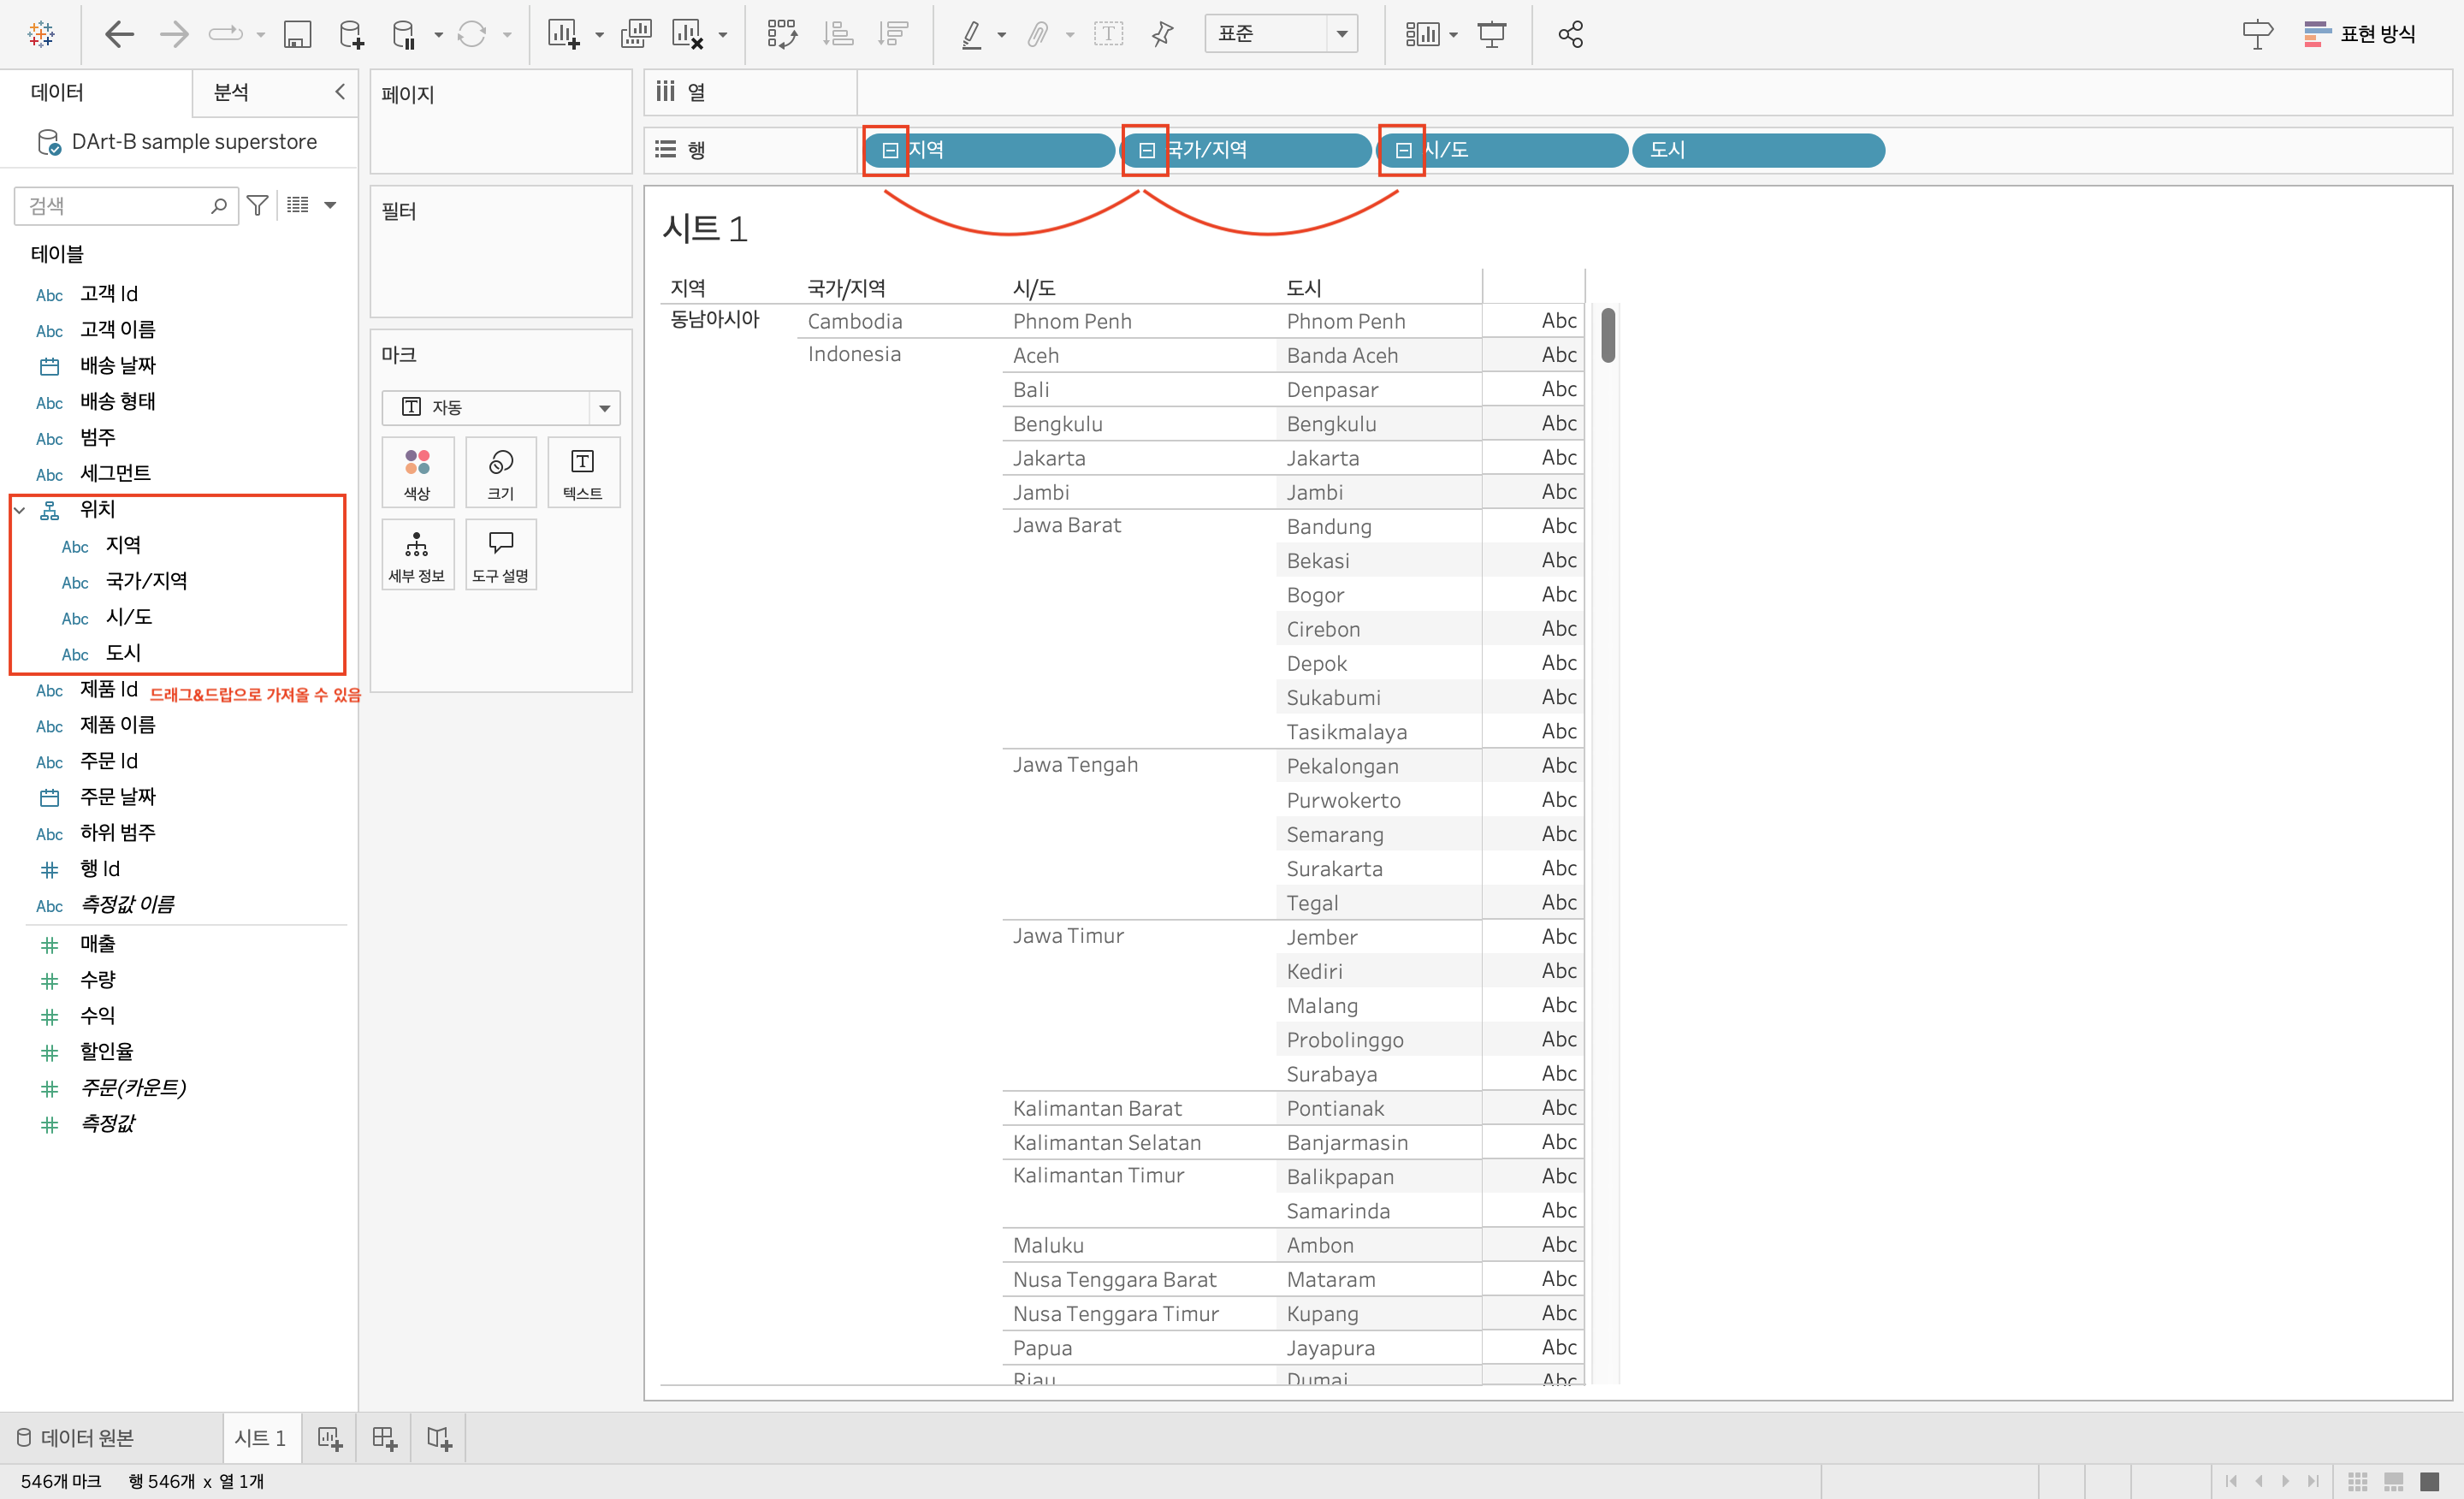 표준
표현 방식
데이터
분석
DArt-B sample superstore
검색
테이블
Abc 고객 Id
Abc 고객 이름
배송 날짜
Abc 배송 형태
Abc 범주
Abc 세그먼트
위치
Abc 지역
Abc 국가/지역
Abc 시/도
Abc 도시
Abc 제품 Id
드래그&드랍으로 가져올 수 있음
Abc 제품 이름
Abc 주문 Id
주문 날짜
Abc 하위 범주
행 Id
Abc 측정값 이름
매출
수량
수익
할인율
주문(카운트)
측정값
페이지
필터
마크
자동
색상 크기 텍스트
세부 정보 도구 설명
열
행 지역 국가/지역 시/도 도시
시트 1
지역 국가/지역 시/도 도시
동남아시아 Cambodia Phnom Penh Phnom Penh Abc
Indonesia Aceh Banda Aceh Abc
Bali Denpasar Abc
Bengkulu Bengkulu Abc
Jakarta Jakarta Abc
Jambi Jambi Abc
Jawa Barat Bandung Abc
Bekasi Abc
Bogor Abc
Cirebon Abc
Depok Abc
Sukabumi Abc
Tasikmalaya Abc
Jawa Tengah Pekalongan Abc
Purwokerto Abc
Semarang Abc
Surakarta Abc
Tegal Abc
Jawa Timur Jember Abc
Kediri Abc
Malang Abc
Probolinggo Abc
Surabaya Abc
Kalimantan Barat Pontianak Abc
Kalimantan Selatan Banjarmasin Abc
Kalimantan Timur Balikpapan Abc
Samarinda Abc
Maluku Ambon Abc
Nusa Tenggara Barat Mataram Abc
Nusa Tenggara Timur Kupang Abc
Papua Jayapura Abc
Riau Dumai Abc
데이터 원본 시트 1
546개 마크 행 546개 x 열 1개